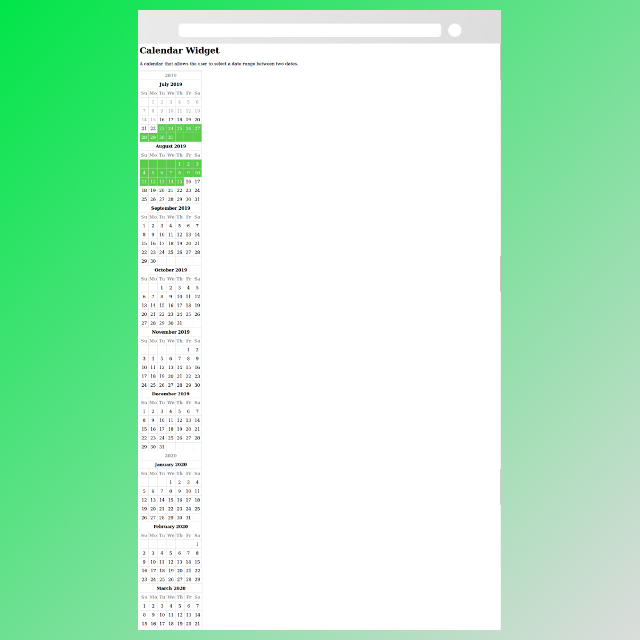 Calendar Widget
A calendar that allows the user to select a date range between two dates.
2019
July 2019
Su Mo Tu We Th Fr Sa
1 2 3 4 5 6
7 8 9 10 11 12 13
14 15 16 17 18 19 20
21 22 23 24 25 26 27
28 29 30 31
August 2019
Su Mo Tu We Th Fr Sa
1 2 3
4 5 6 7 8 9 10
11 12 13 14 15 16 17
18 19 20 21 22 23 24
25 26 27 28 29 30 31
September 2019
Su Mo Tu We Th Fr Sa
1 2 3 4 5 6 7
8 9 10 11 12 13 14
15 16 17 18 19 20 21
22 23 24 25 26 27 28
29 30
October 2019
Su Mo Tu We Th Fr Sa
1 2 3 4 5
6 7 8 9 10 11 12
13 14 15 16 17 18 19
20 21 22 23 24 25 26
27 28 29 30 31
November 2019
Su Mo Tu We Th Fr Sa
1 2
3 4 5 6 7 8 9
10 11 12 13 14 15 16
17 18 19 20 21 22 23
24 25 26 27 28 29 30
December 2019
Su Mo Tu We Th Fr Sa
1 2 3 4 5 6 7
8 9 10 11 12 13 14
15 16 17 18 19 20 21
22 23 24 25 26 27 28
29 30 31
2020
January 2020
Su Mo Tu We Th Fr Sa
1 2 3 4
5 6 7 8 9 10 11
12 13 14 15 16 17 18
19 20 21 22 23 24 25
26 27 28 29 30 31
February 2020
Su Mo Tu We Th Fr Sa
1
2 3 4 5 6 7 8
9 10 11 12 13 14 15
16 17 18 19 20 21 22
23 24 25 26 27 28 29
March 2020
Su Mo Tu We Th Fr Sa
1 2 3 4 5 6 7
8 9 10 11 12 13 14
15 16 17 18 19 20 21